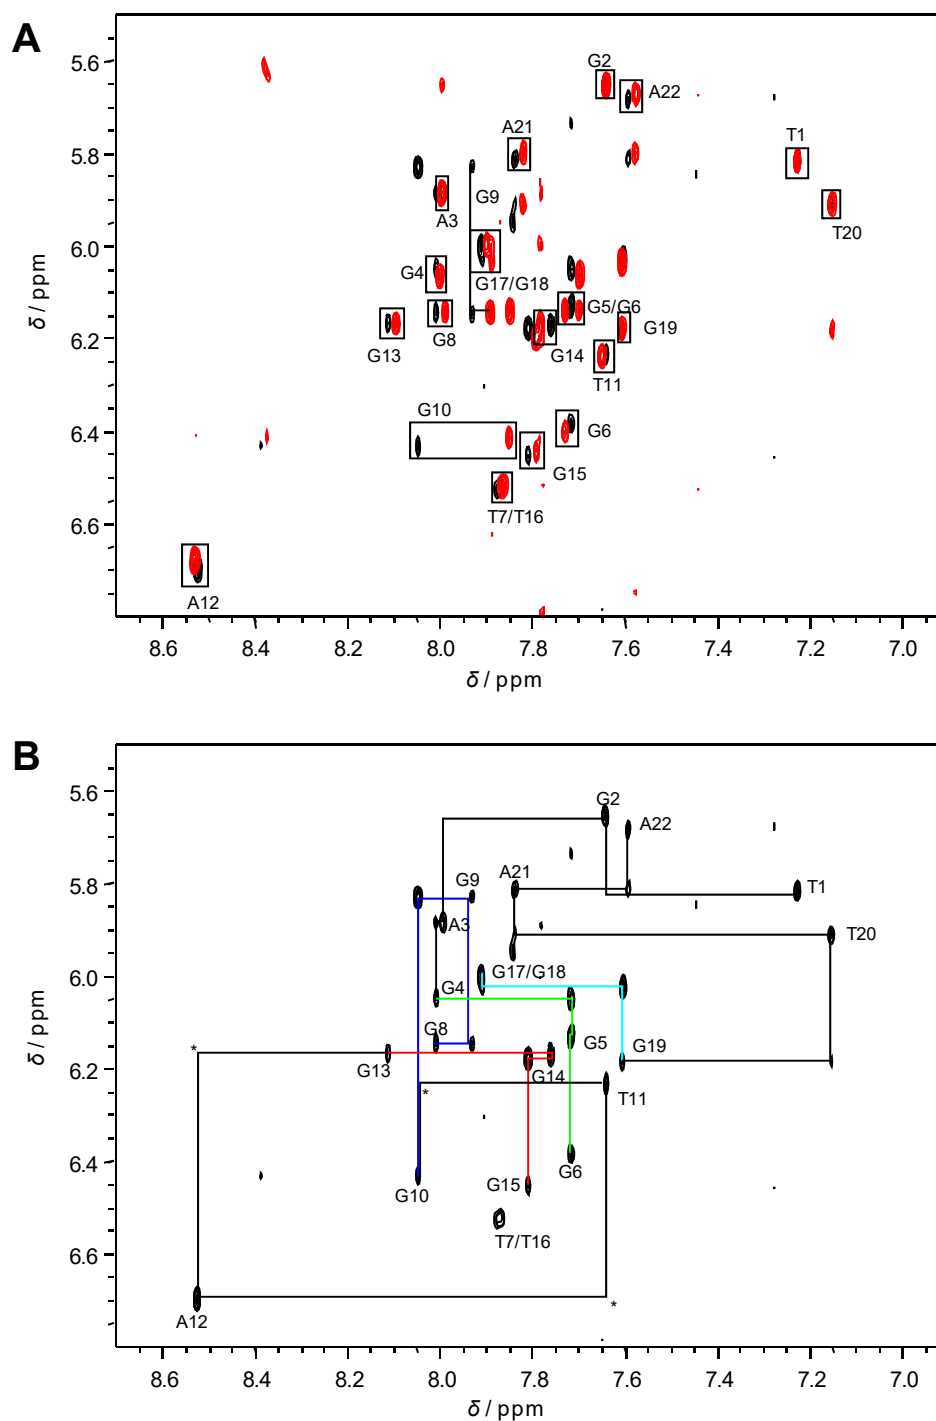 A
5.6
5.8
6.0
6.2
6.4
6.6
δ / ppm
G2
A22
A21
T1
A3
G9
T20
G4
G17/G18
G5/G6
G13
G8
G14
G19
T11
G10
G6
G15
T7/T16
A12
8.6 8.4 8.2 8.0 7.8 7.6 7.4 7.2 7.0
δ / ppm
B
5.6
5.8
6.0
6.2
6.4
6.6
δ / ppm
G2
A22
A21
G9
T1
A3
T20
G17/G18
G4
G8
G5
G19
*
G13
G14
*
T11
G6
G10
G15
T7/T16
*
A12
8.6 8.4 8.2 8.0 7.8 7.6 7.4 7.2 7.0
δ / ppm